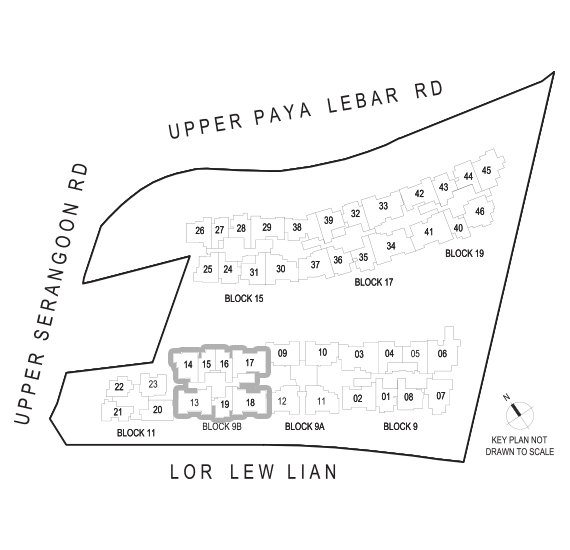 UPPER PAYA LEBAR RD
UPPER SERANGOON RD
42 43 44 45
39 32 33
26 27 28 29 38
41 40 46
37 36 35 34
25 24 31 30
BLOCK 19
BLOCK 17
BLOCK 15
14 15 16 17 09 10 03 04 05 06
22 23
13 19 18 12 11 02 01 08 07
21 20
BLOCK 11 BLOCK 9B BLOCK 9A BLOCK 9
N
KEY PLAN NOT
DRAWN TO SCALE
LOR LEW LIAN